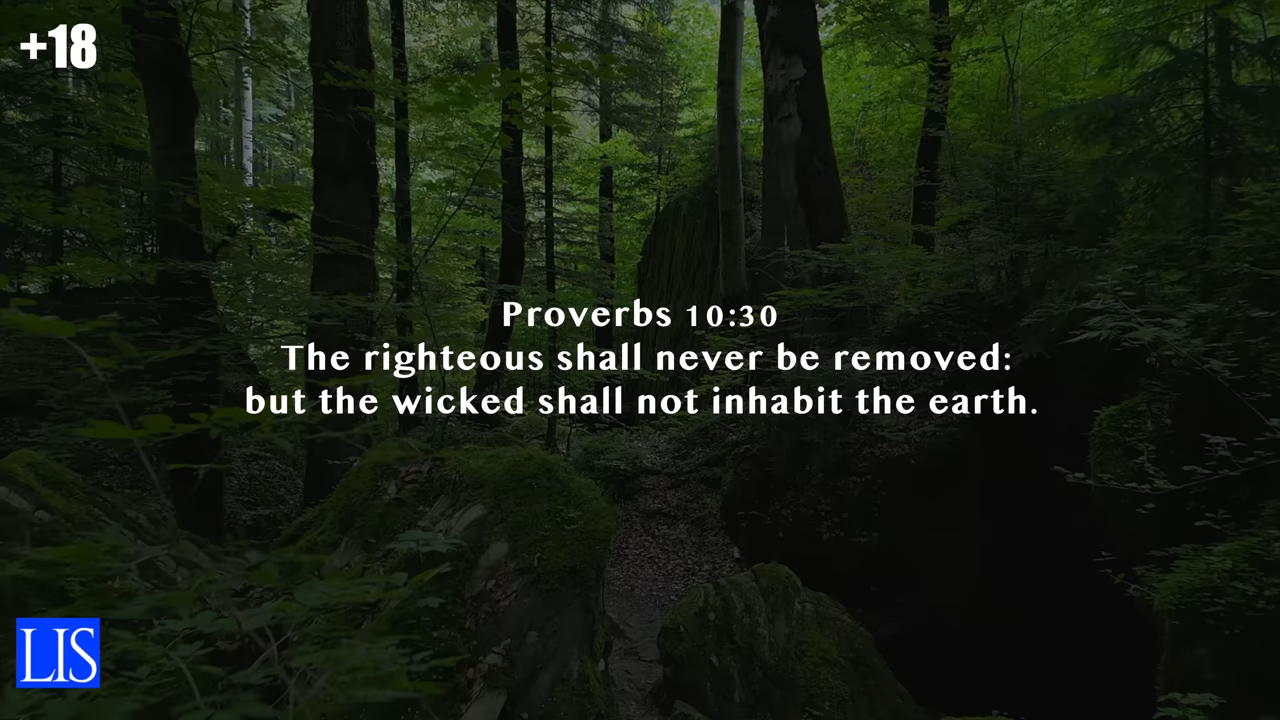 +18
Proverbs 10:30
The righteous shall never be removed:
but the wicked shall not inhabit the earth.
LIS